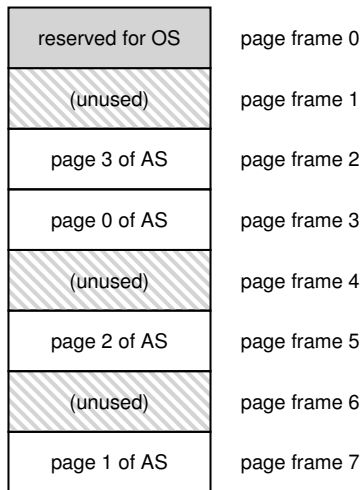 reserved for OS page frame 0
(unused) page frame 1
page 3 of AS page frame 2
page 0 of AS page frame 3
(unused) page frame 4
page 2 of AS page frame 5
(unused) page frame 6
page 1 of AS page frame 7